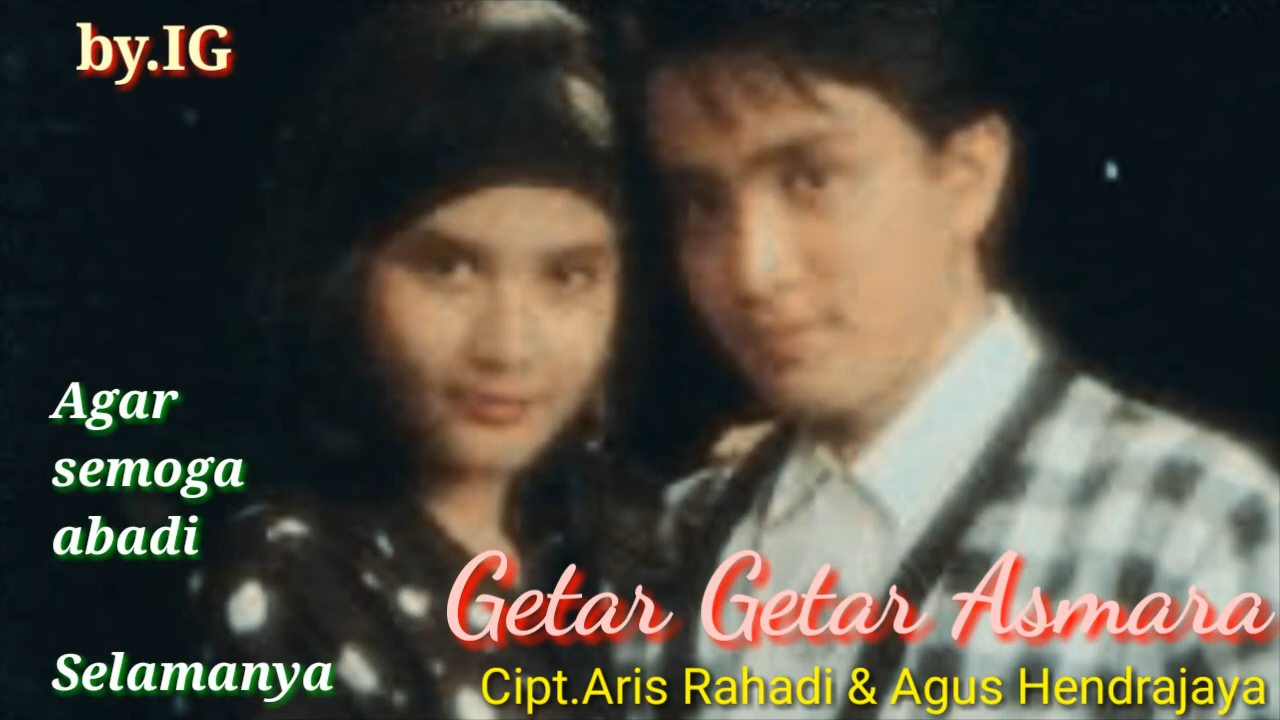 by.IG
Agar
semoga
abadi
Selamanya
Getar Getar Asmara
Cipt.Aris Rahadi & Agus Hendrajaya